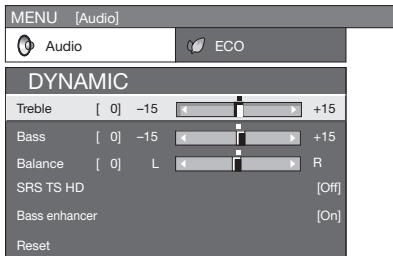 MENU [Audio]
Audio ECO
DYNAMIC
Treble [ 0] –15 +15
Bass [ 0] –15 +15
Balance [ 0] L R
SRS TS HD [Off]
Bass enhancer [On]
Reset